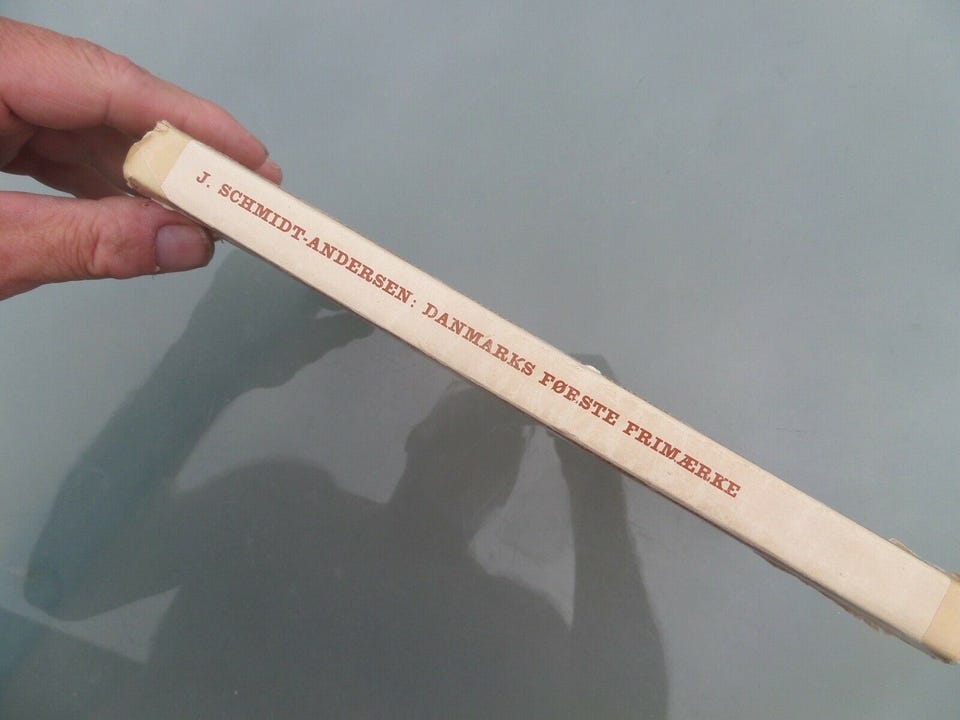 J. SCHMIDT-ANDERSEN: DANMARKS FØRSTE FRIMÆRKE